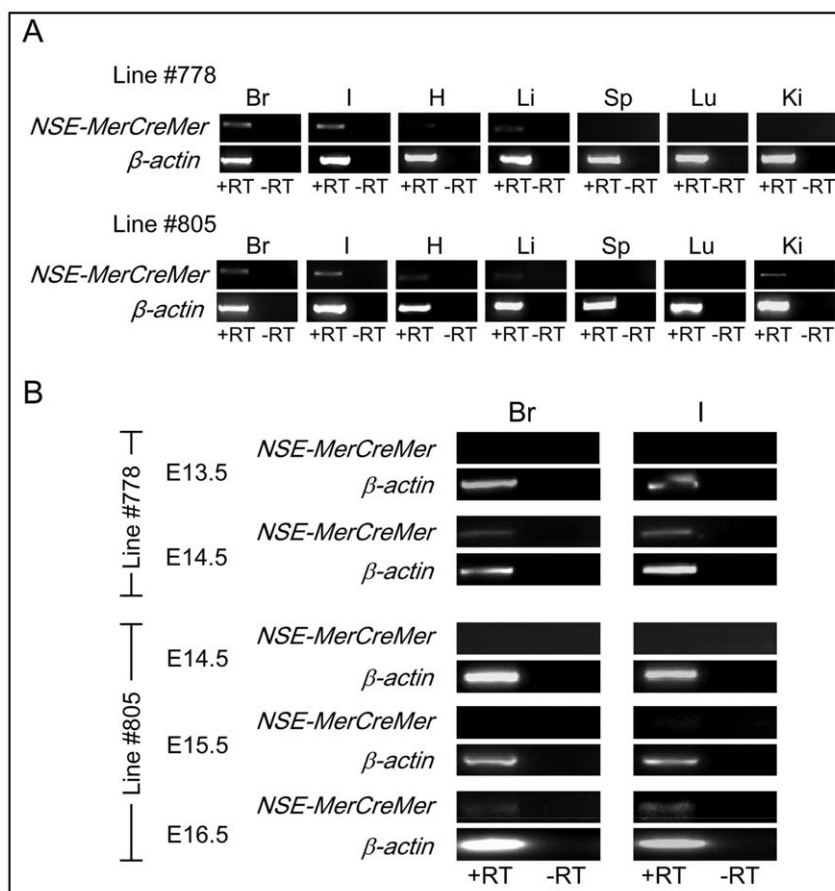 A
Line #778
Br I H Li Sp Lu Ki
NSE-MerCreMer
β-actin
+RT -RT +RT -RT +RT -RT +RT -RT +RT -RT +RT -RT +RT -RT
Line #805
Br I H Li Sp Lu Ki
NSE-MerCreMer
β-actin
+RT -RT +RT -RT +RT -RT +RT -RT +RT -RT +RT -RT +RT -RT
B
Br I
Line #778
E13.5
NSE-MerCreMer
β-actin
E14.5
NSE-MerCreMer
β-actin
Line #805
E14.5
NSE-MerCreMer
β-actin
E15.5
NSE-MerCreMer
β-actin
E16.5
NSE-MerCreMer
β-actin
+RT -RT +RT -RT